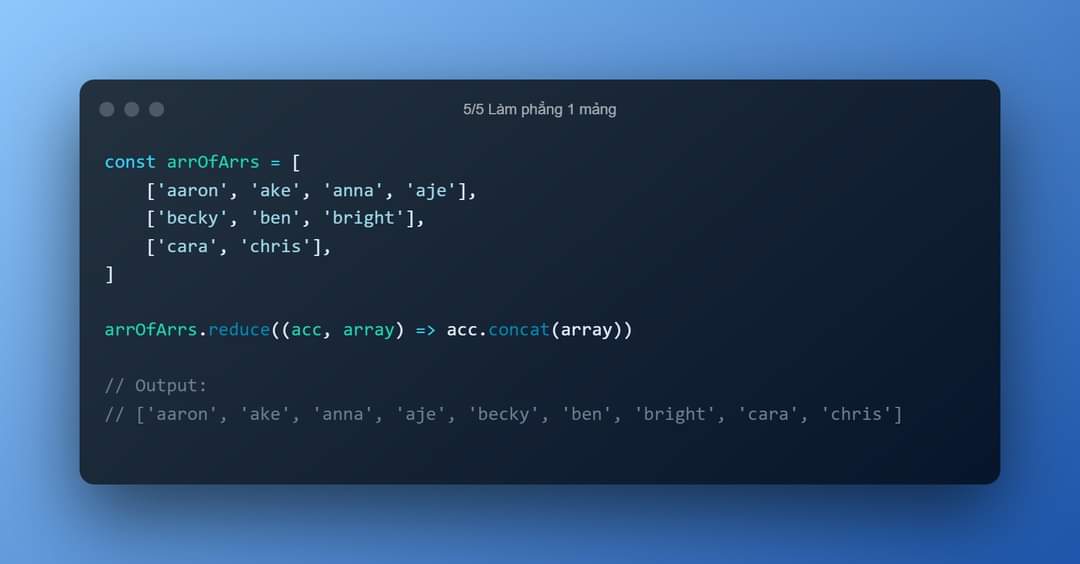 5/5 Làm phẳng 1 mảng
const arrOfArrs = [
    ['aaron', 'ake', 'anna', 'aje'],
    ['becky', 'ben', 'bright'],
    ['cara', 'chris'],
]
arrOfArrs.reduce((acc, array) => acc.concat(array))
// Output:
// ['aaron', 'ake', 'anna', 'aje', 'becky', 'ben', 'bright', 'cara', 'chris']